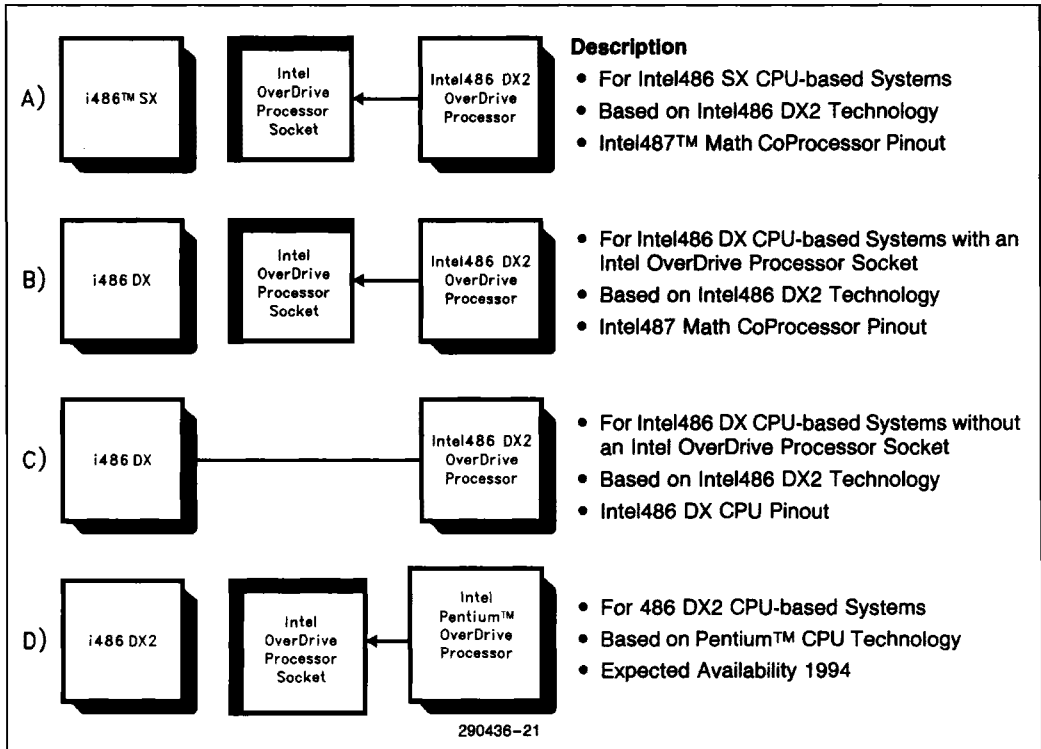 Description
A)
i486™ SX
Intel
OverDrive
Processor
Socket
Intel486 DX2
OverDrive
Processor
• For Intel486 SX CPU-based Systems
• Based on Intel486 DX2 Technology
• Intel487™ Math CoProcessor Pinout
B)
i486 DX
Intel
OverDrive
Processor
Socket
Intel486 DX2
OverDrive
Processor
• For Intel486 DX CPU-based Systems with an
Intel OverDrive Processor Socket
• Based on Intel486 DX2 Technology
• Intel487 Math CoProcessor Pinout
C)
i486 DX
Intel486 DX2
OverDrive
Processor
• For Intel486 DX CPU-based Systems without
an Intel OverDrive Processor Socket
• Based on Intel486 DX2 Technology
• Intel486 DX CPU Pinout
D)
i486 DX2
Intel
OverDrive
Processor
Socket
Intel
Pentium™
OverDrive
Processor
• For 486 DX2 CPU-based Systems
• Based on Pentium™ CPU Technology
• Expected Availability 1994
290436–21